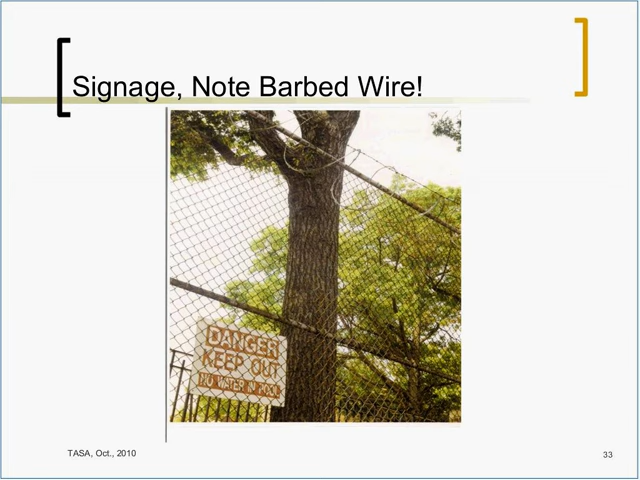 Signage, Note Barbed Wire!
DANGER
KEEP OUT
NO WATER IN POOL
TASA, Oct., 2010
33